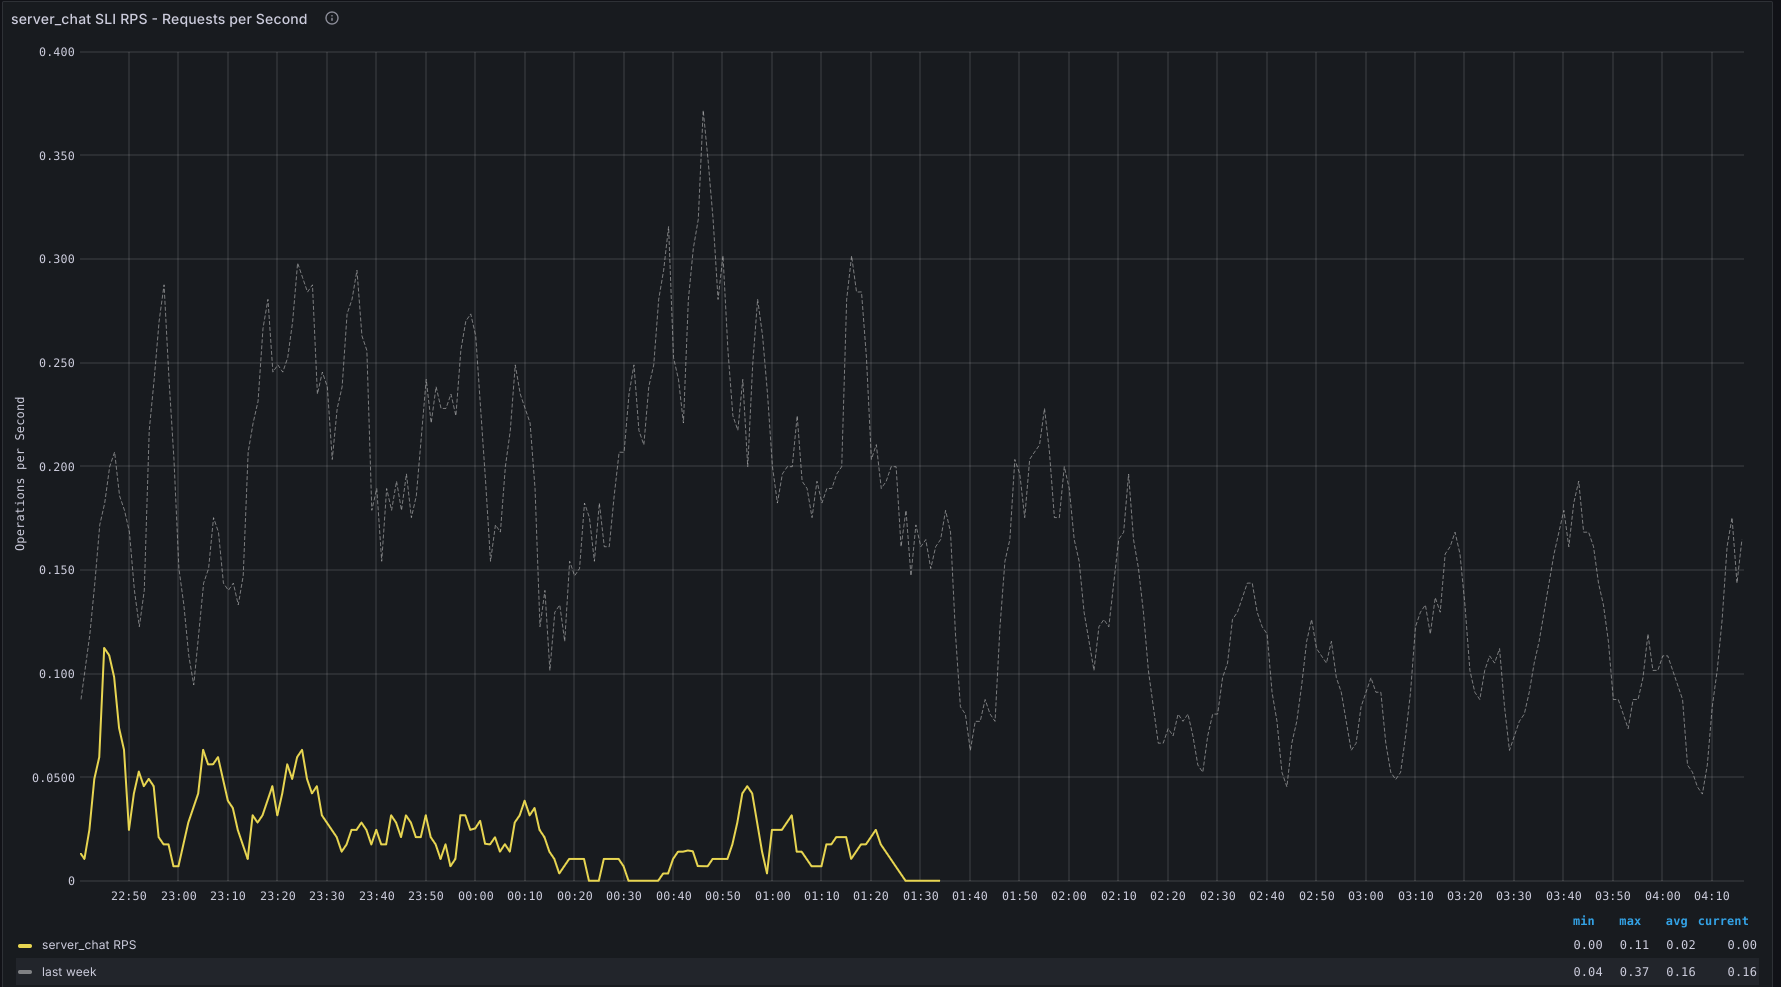 server_chat SLI RPS - Requests per Second
0.400
0.350
0.300
0.250
0.200
0.150
0.100
0.0500
0
Operations per Second
22:50 23:00 23:10 23:20 23:30 23:40 23:50 00:00 00:10 00:20 00:30 00:40 00:50 01:00 01:10 01:20 01:30 01:40 01:50 02:00 02:10 02:20 02:30 02:40 02:50 03:00 03:10 03:20 03:30 03:40 03:50 04:00 04:10
min max avg current
server_chat RPS 0.00 0.11 0.02 0.00
last week 0.04 0.37 0.16 0.16